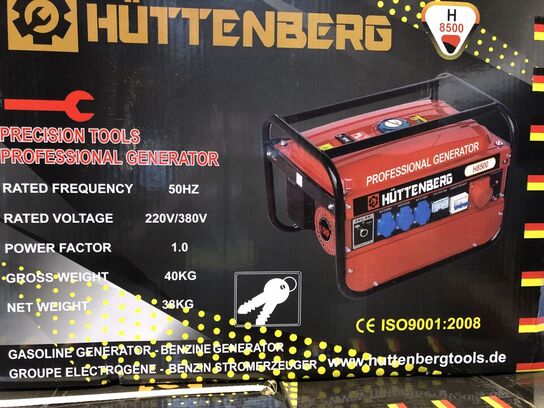 HÜTTENBERG
H
8500
PRECISION TOOLS
PROFESSIONAL GENERATOR
RATED FREQUENCY 50HZ
RATED VOLTAGE 220V/380V
POWER FACTOR 1.0
GROSS WEIGHT 40KG
NET WEIGHT 38KG
PROFESSIONAL GENERATOR
HÜTTENBERG
H8500
CE ISO9001:2008
GASOLINE GENERATOR - BENZINE GENERATOR
GROUPE ELECTROGENE - BENZIN STROMERZEUGER
www.huttenbergtools.de